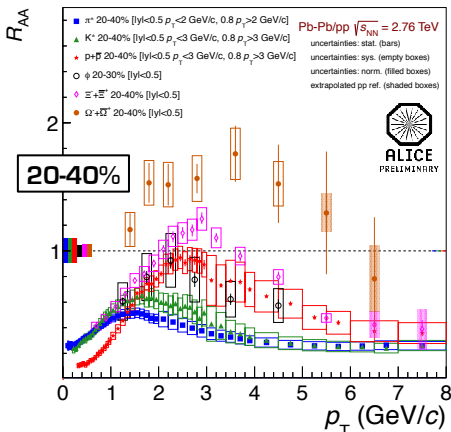 R_AA
π± 20-40% [|y|<0.5 p_T<2 GeV/c, 0.8 p_T>2 GeV/c]
K± 20-40% [|y|<0.5 p_T<3 GeV/c, 0.8 p_T>3 GeV/c]
p+p̅ 20-40% [|y|<0.5 p_T<3 GeV/c, 0.8 p_T>3 GeV/c]
ϕ 20-30% [|y|<0.5]
Ξ⁻+Ξ̅⁺ 20-40% [|y|<0.5]
Ω⁻+Ω̅⁺ 20-40% [|y|<0.5]
Pb-Pb/pp √s_NN = 2.76 TeV
uncertainties: stat. (bars)
uncertainties: sys. (empty boxes)
uncertainties: norm. (filled boxes)
extrapolated pp ref. (shaded boxes)
ALICE
PRELIMINARY
20-40%
2
1
0 1 2 3 4 5 6 7 8
p_T (GeV/c)